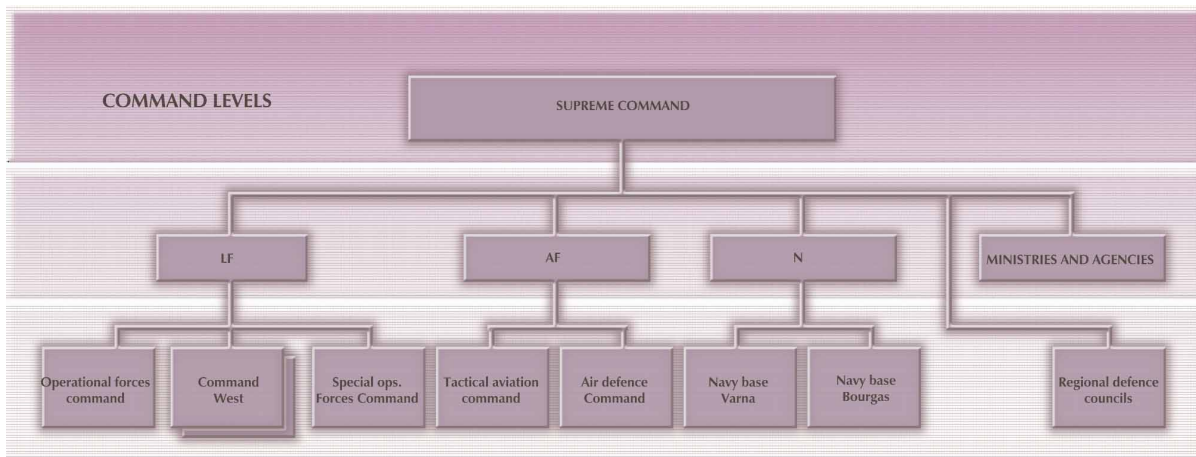 COMMAND LEVELS
SUPREME COMMAND
LF
AF
N
MINISTRIES AND AGENCIES
Operational forces
command
Command
West
Special ops.
Forces Command
Tactical aviation
command
Air defence
Command
Navy base
Varna
Navy base
Bourgas
Regional defence
councils